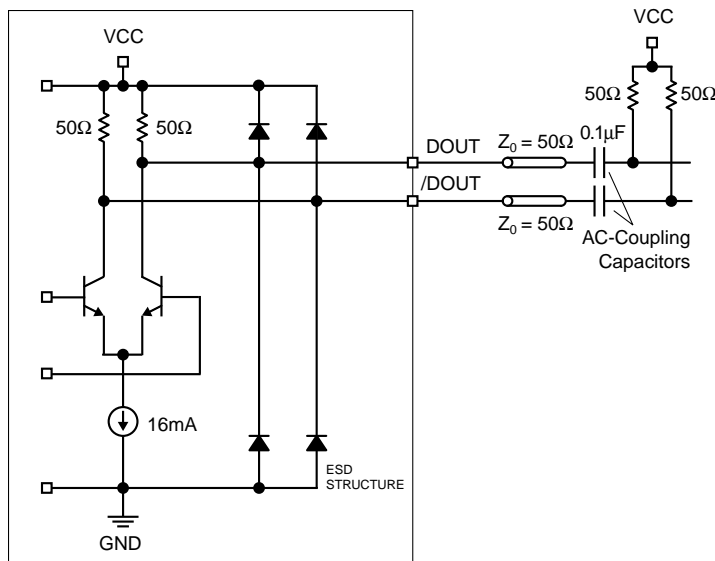 VCC
VCC
50Ω
50Ω
50Ω
50Ω
0.1µF
DOUT
Z0 = 50Ω
/DOUT
Z0 = 50Ω
AC-Coupling
Capacitors
16mA
ESD
STRUCTURE
GND